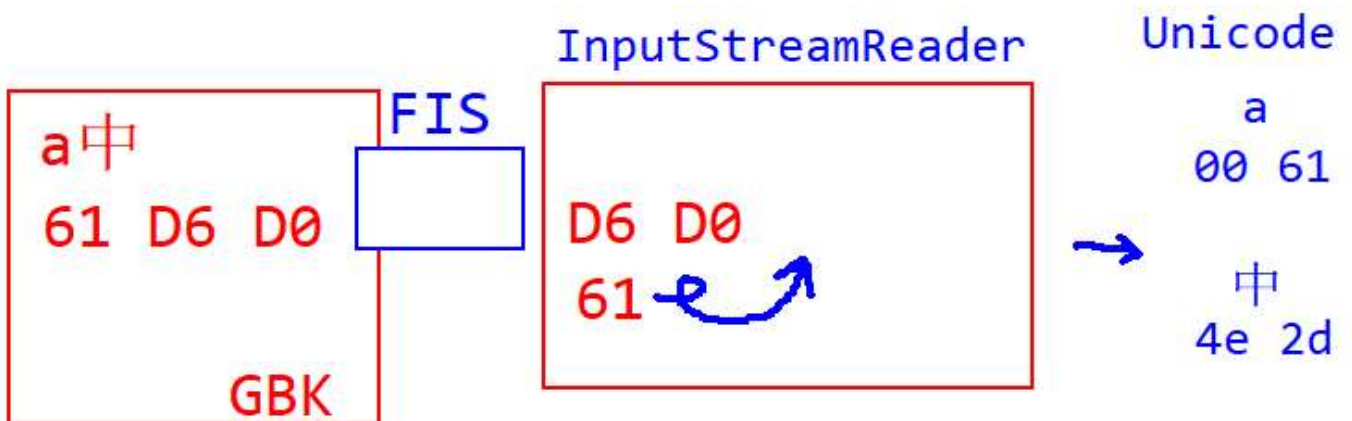 a中
61 D6 D0
GBK
FIS
InputStreamReader
D6 D0
61
Unicode
a
00 61
中
4e 2d